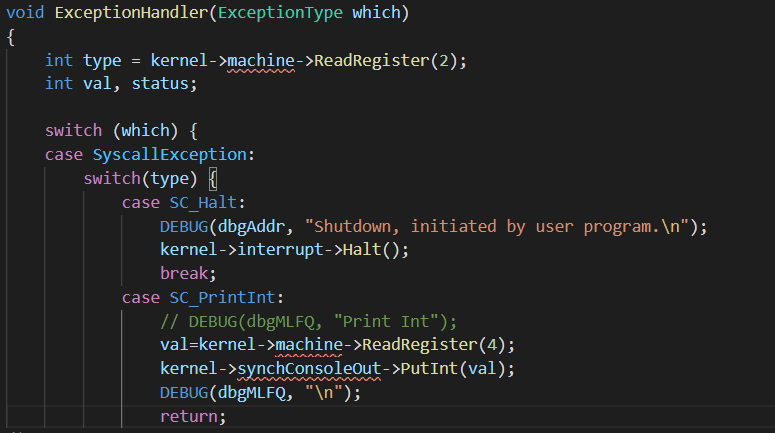 void ExceptionHandler(ExceptionType which)
{
    int type = kernel->machine->ReadRegister(2);
    int val, status;

    switch (which) {
    case SyscallException:
        switch(type) {
            case SC_Halt:
                DEBUG(dbgAddr, "Shutdown, initiated by user program.\n");
                kernel->interrupt->Halt();
                break;
            case SC_PrintInt:
                // DEBUG(dbgMLFQ, "Print Int");
                val=kernel->machine->ReadRegister(4);
                kernel->synchConsoleOut->PutInt(val);
                DEBUG(dbgMLFQ, "\n");
                return;